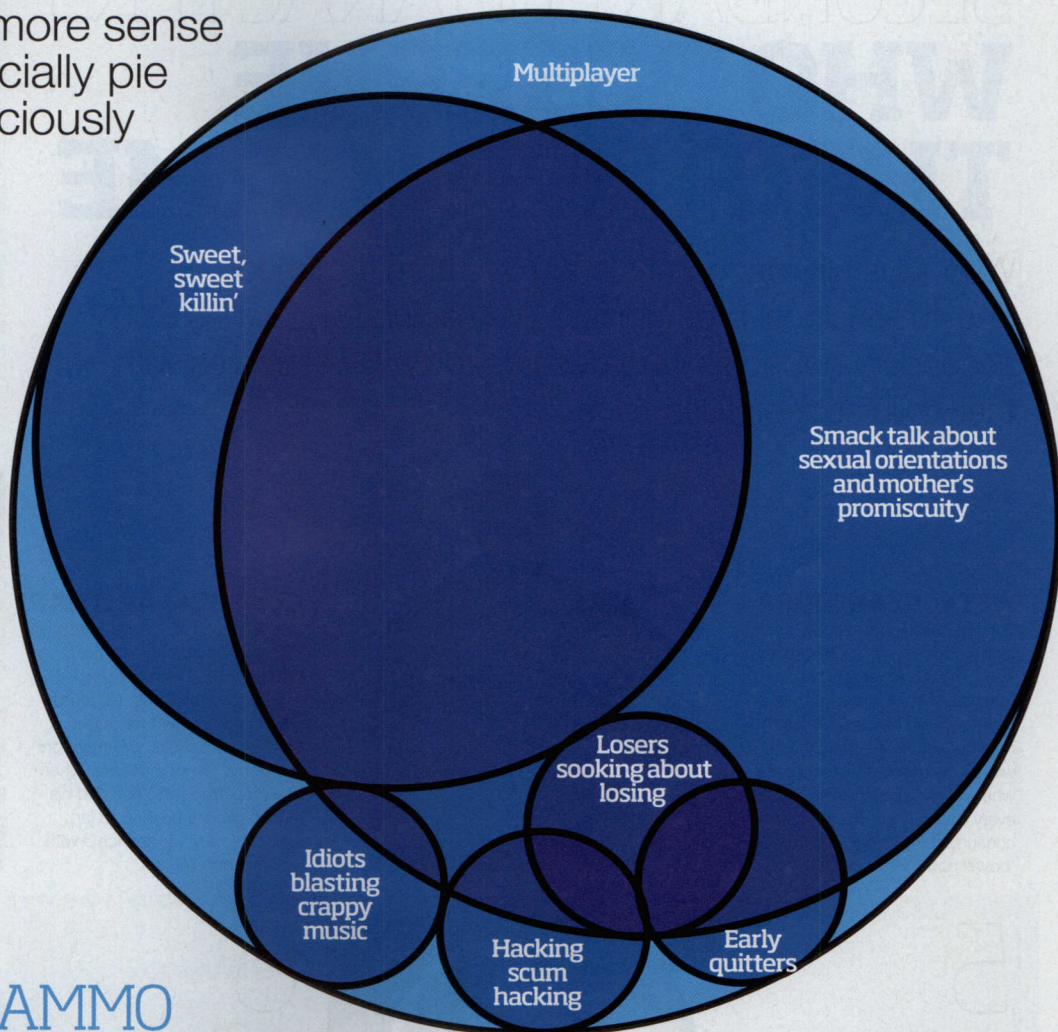 more sense
cially pie
ciously
Multiplayer
Sweet,
sweet
killin'
Smack talk about
sexual orientations
and mother's
promiscuity
Losers
sooking about
losing
Idiots
blasting
crappy
music
Hacking
scum
hacking
Early
quitters
AMMO